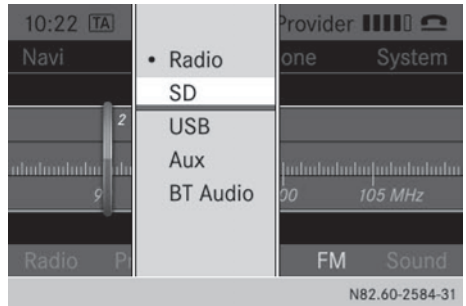 10:22 TA Provider
Navi one System
• Radio
SD
USB
Aux
BT Audio
2
9 00 105 MHz
Radio P FM Sound
N82.60-2584-31